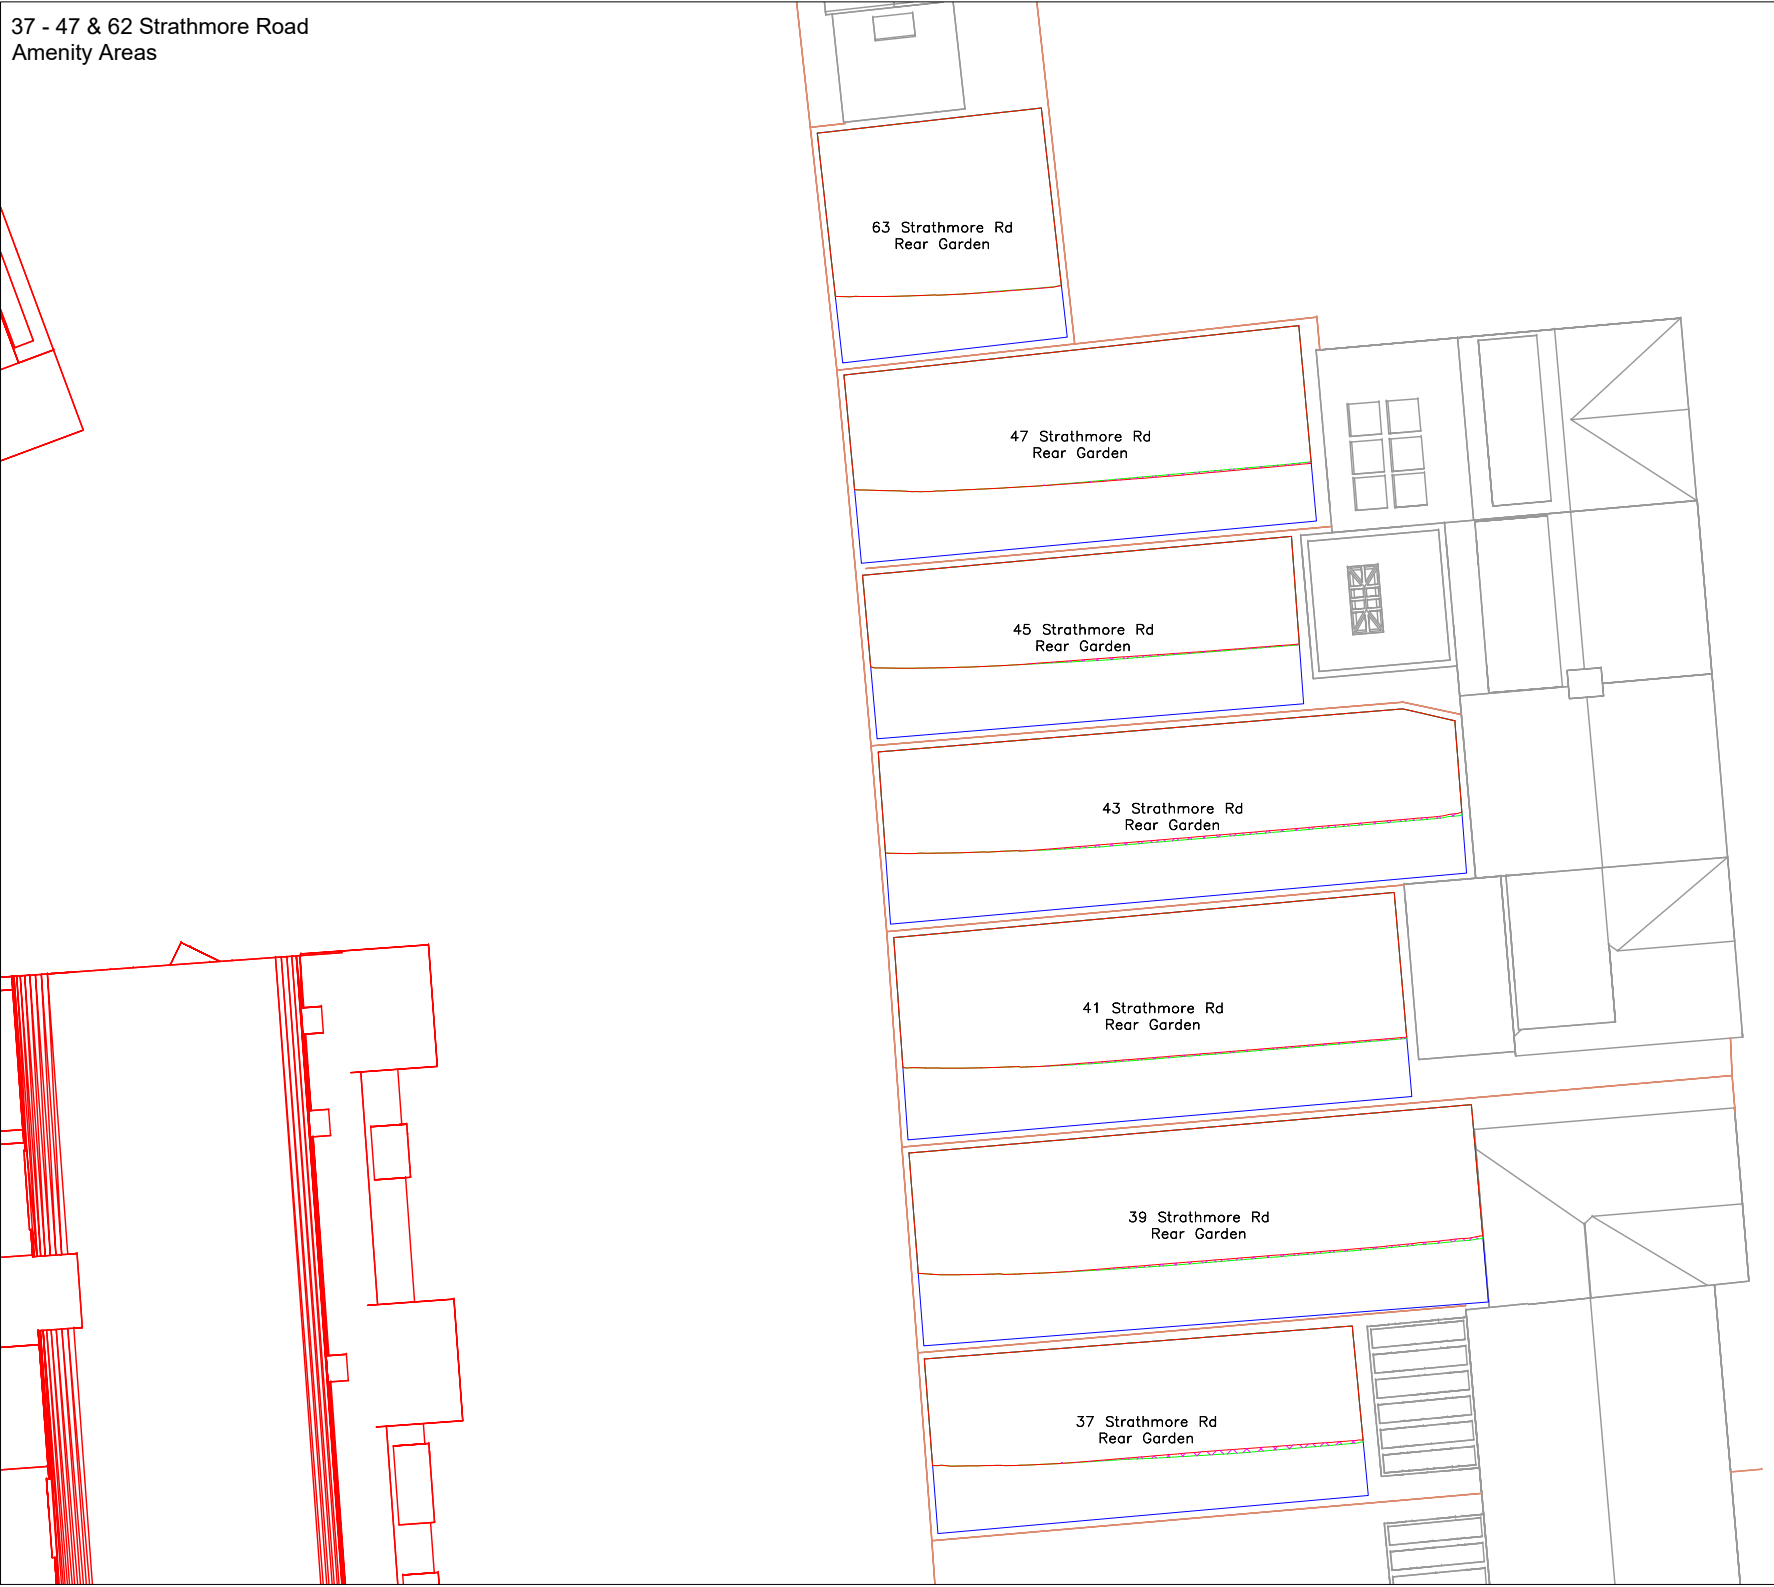 37 - 47 & 62 Strathmore Road
Amenity Areas
63 Strathmore Rd
Rear Garden
47 Strathmore Rd
Rear Garden
45 Strathmore Rd
Rear Garden
43 Strathmore Rd
Rear Garden
41 Strathmore Rd
Rear Garden
39 Strathmore Rd
Rear Garden
37 Strathmore Rd
Rear Garden